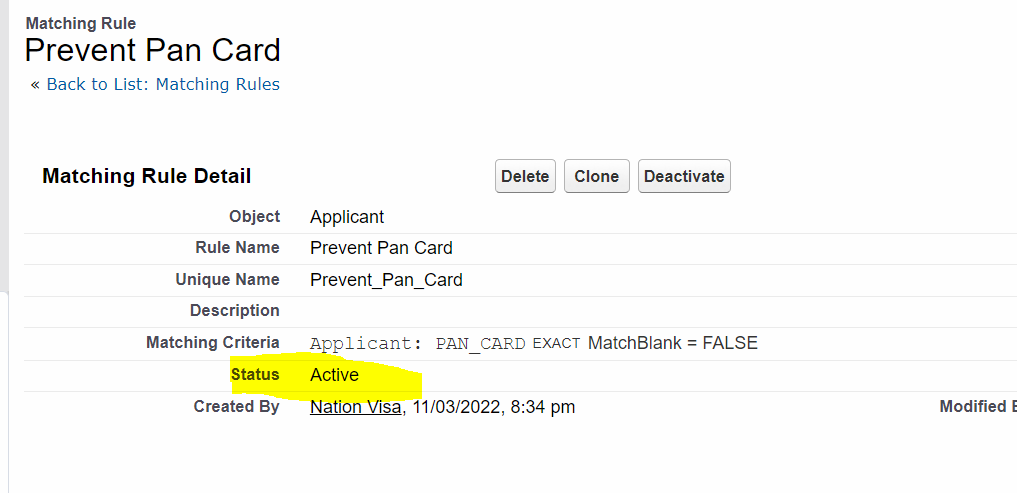 Matching Rule
Prevent Pan Card
« Back to List: Matching Rules
Matching Rule Detail Delete Clone Deactivate
Object Applicant
Rule Name Prevent Pan Card
Unique Name Prevent_Pan_Card
Description
Matching Criteria Applicant: PAN_CARD EXACT MatchBlank = FALSE
Status Active
Created By Nation Visa, 11/03/2022, 8:34 pm Modified